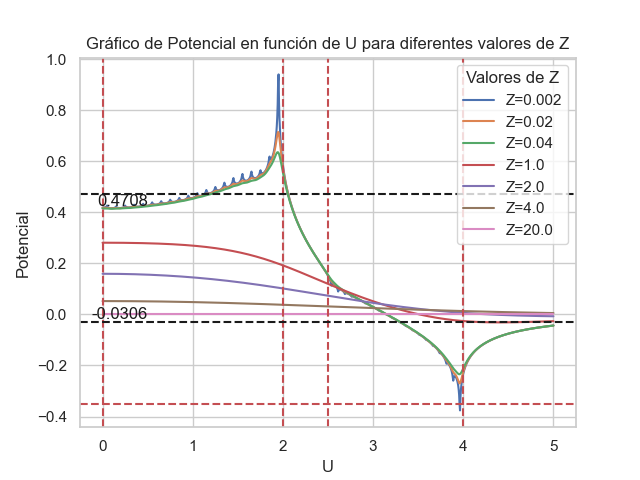 Gráfico de Potencial en función de U para diferentes valores de Z
1.0
0.8
0.6
0.4
0.2
0.0
−0.2
−0.4
Potencial
0.4708
-0.0306
Valores de Z
Z=0.002
Z=0.02
Z=0.04
Z=1.0
Z=2.0
Z=4.0
Z=20.0
0 1 2 3 4 5
U